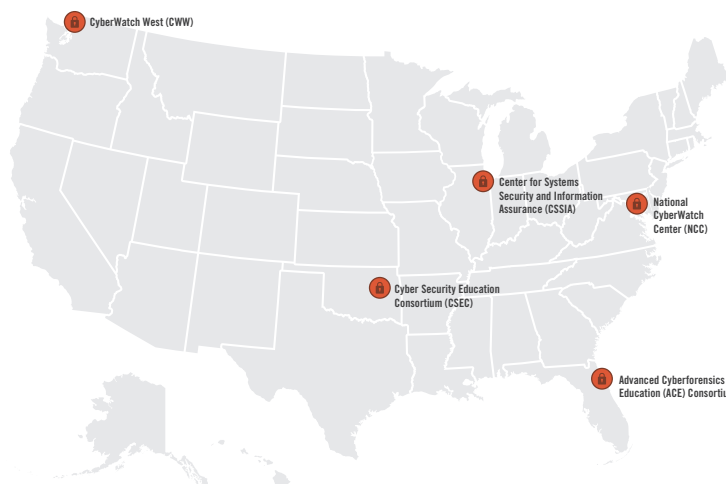 CyberWatch West (CWW)
Center for Systems
Security and Information
Assurance (CSSIA)
National
CyberWatch
Center (NCC)
Cyber Security Education
Consortium (CSEC)
Advanced Cyberforensics
Education (ACE) Consortiu